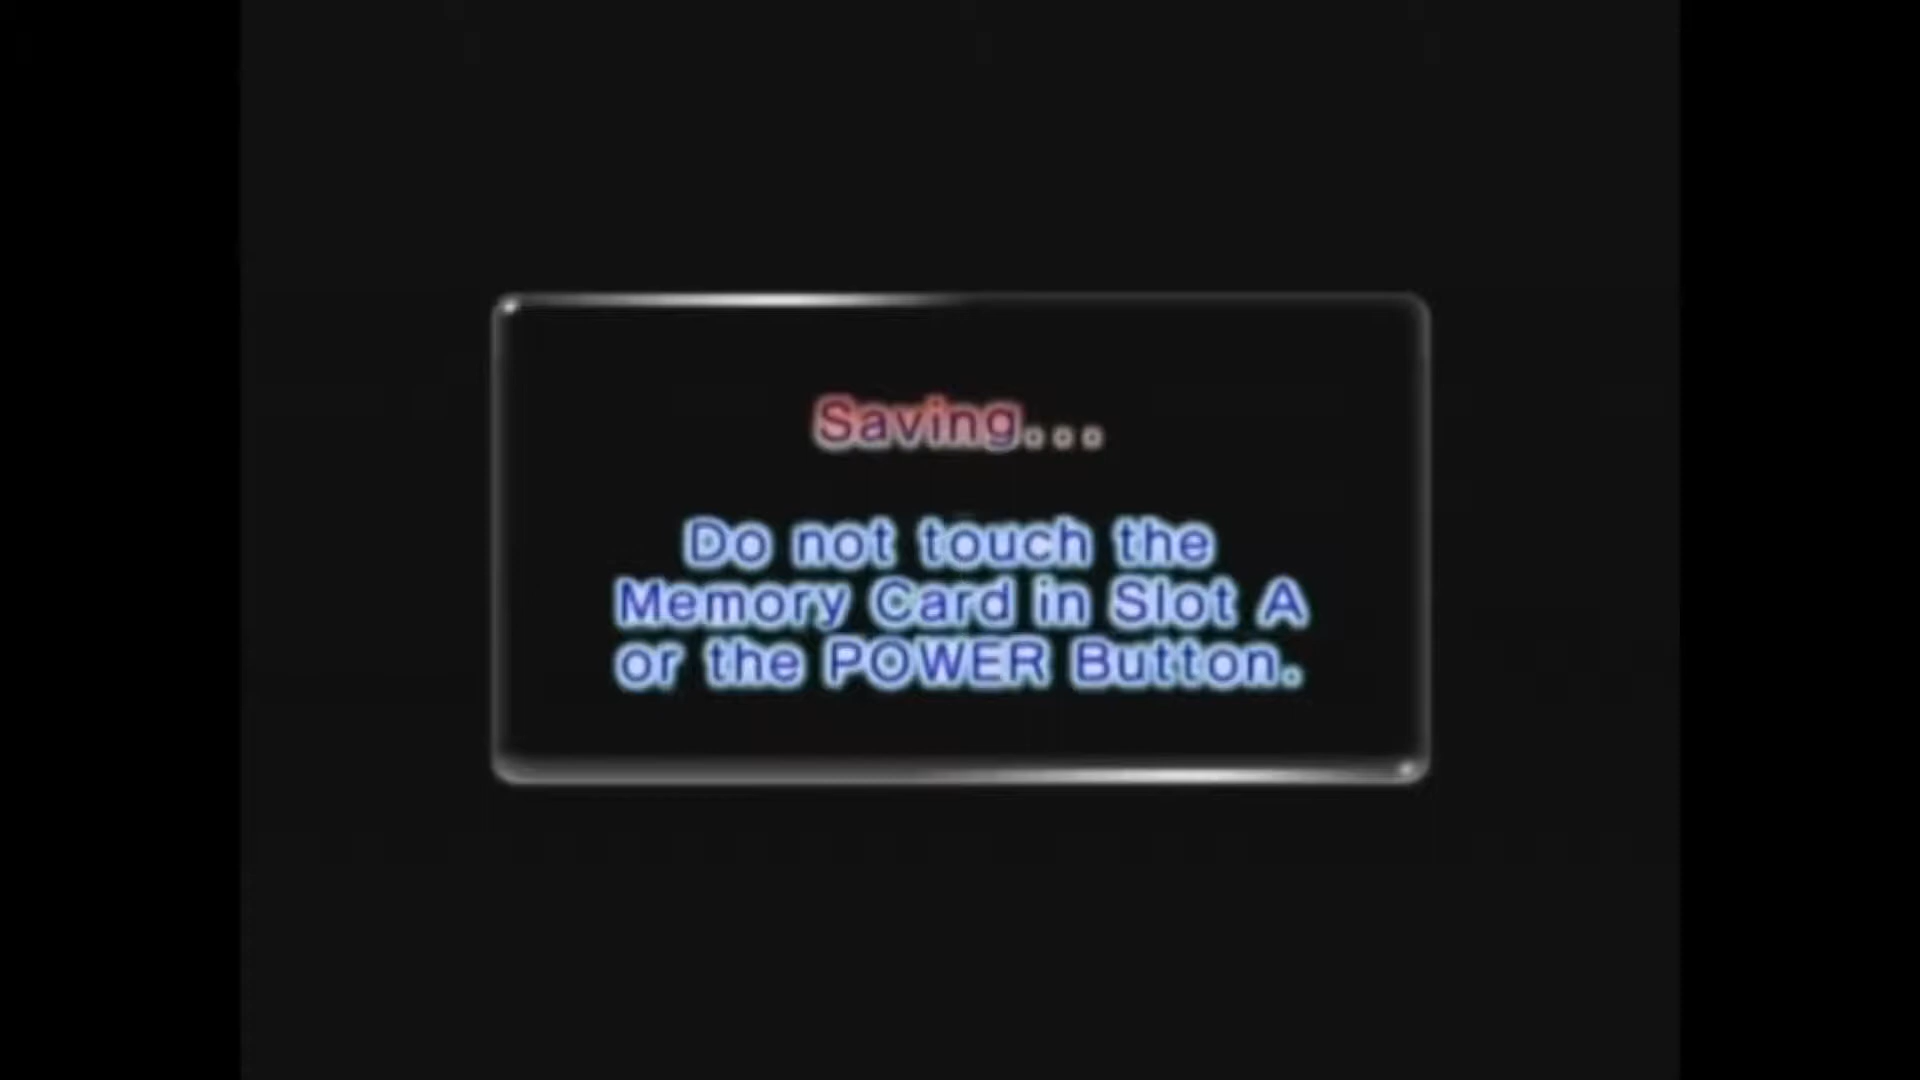 Saving...
Do not touch the
Memory Card in Slot A
or the POWER Button.